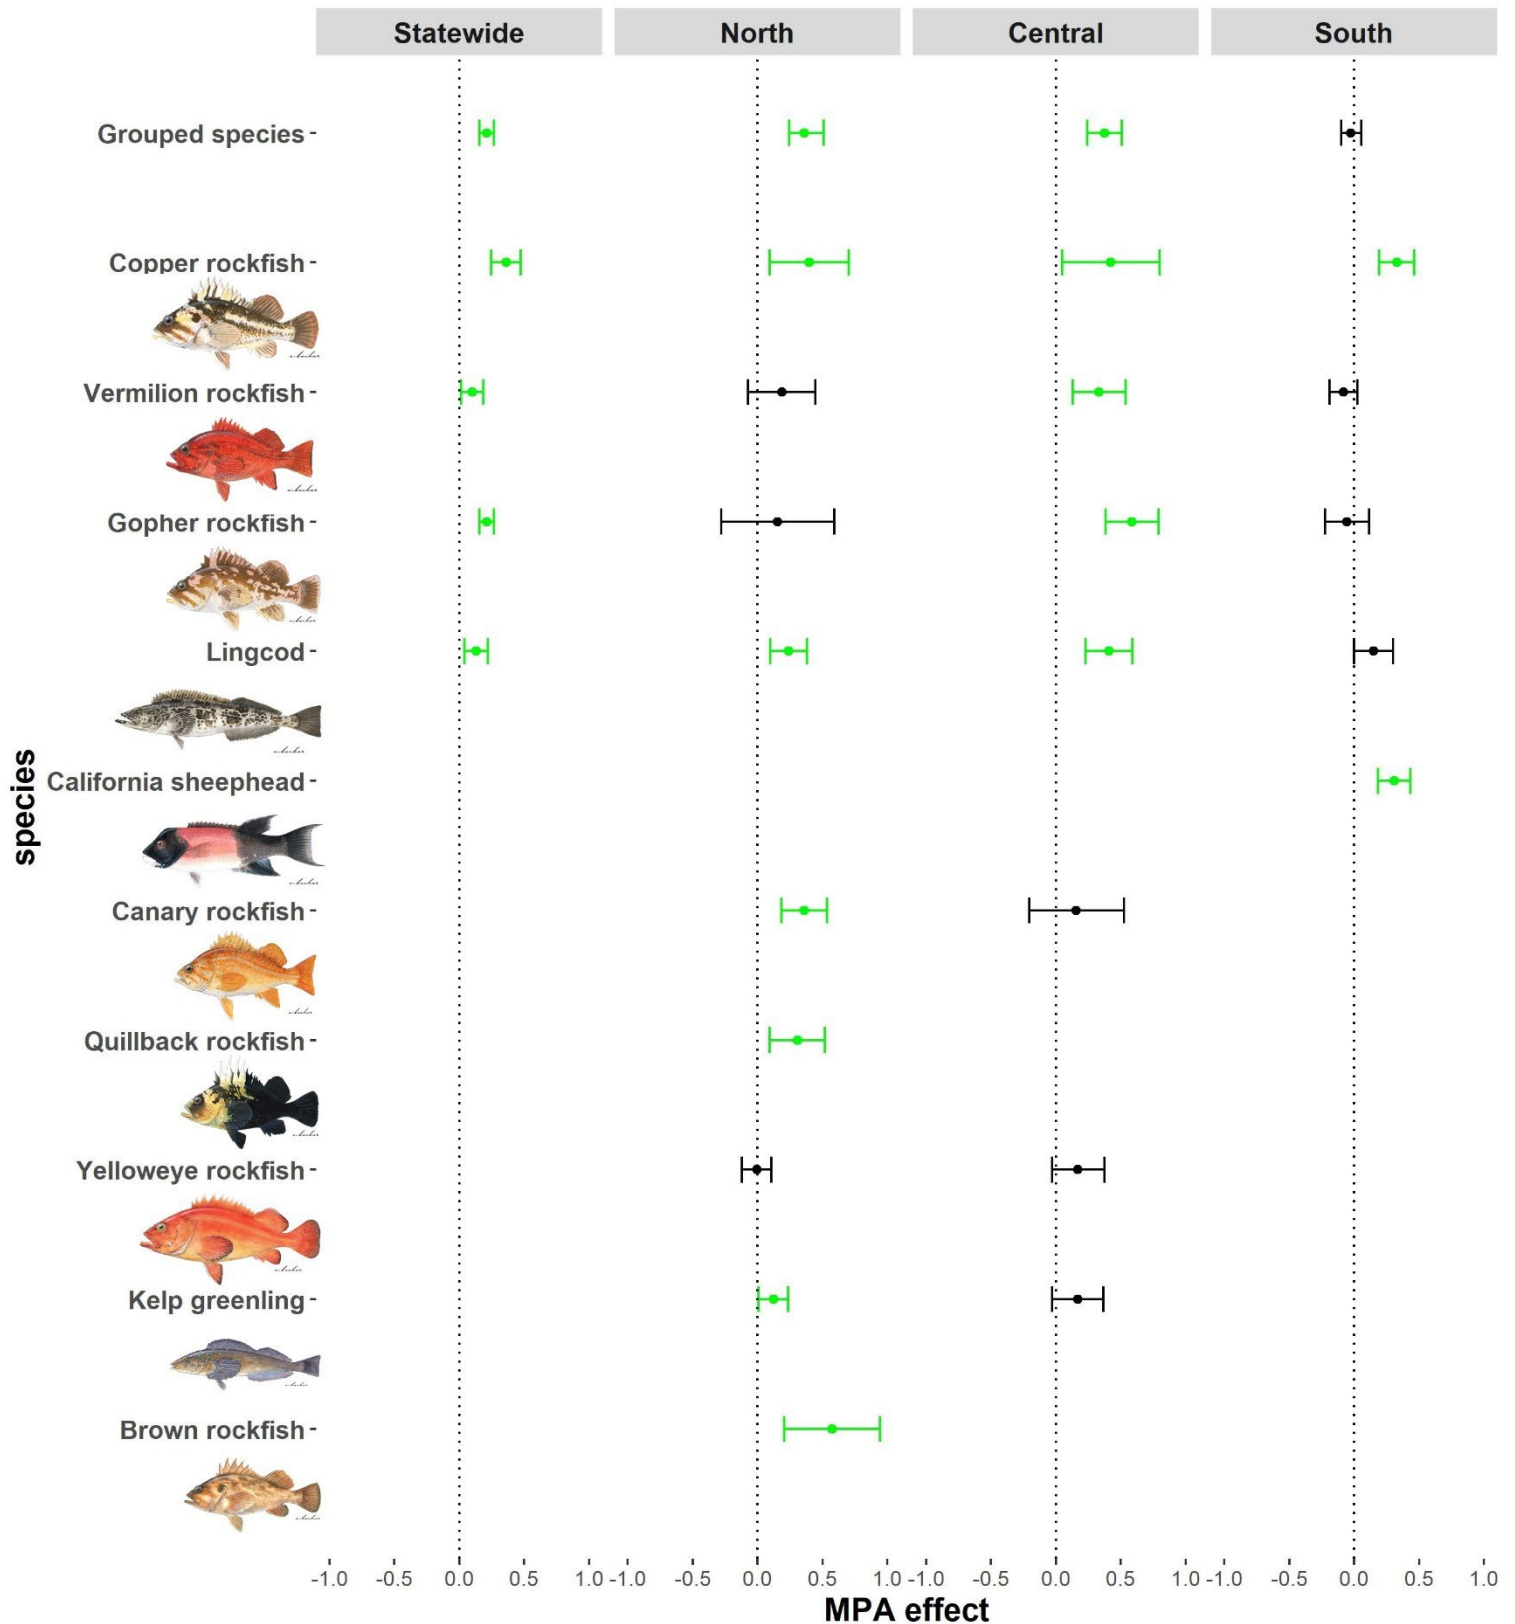 Statewide North Central South
Grouped species
Copper rockfish
Vermilion rockfish
Gopher rockfish
Lingcod
California sheephead
Canary rockfish
Quillback rockfish
Yelloweye rockfish
Kelp greenling
Brown rockfish
species
-1.0 -0.5 0.0 0.5 1.0 -1.0 -0.5 0.0 0.5 1.0 -1.0 -0.5 0.0 0.5 1.0 -1.0 -0.5 0.0 0.5 1.0
MPA effect